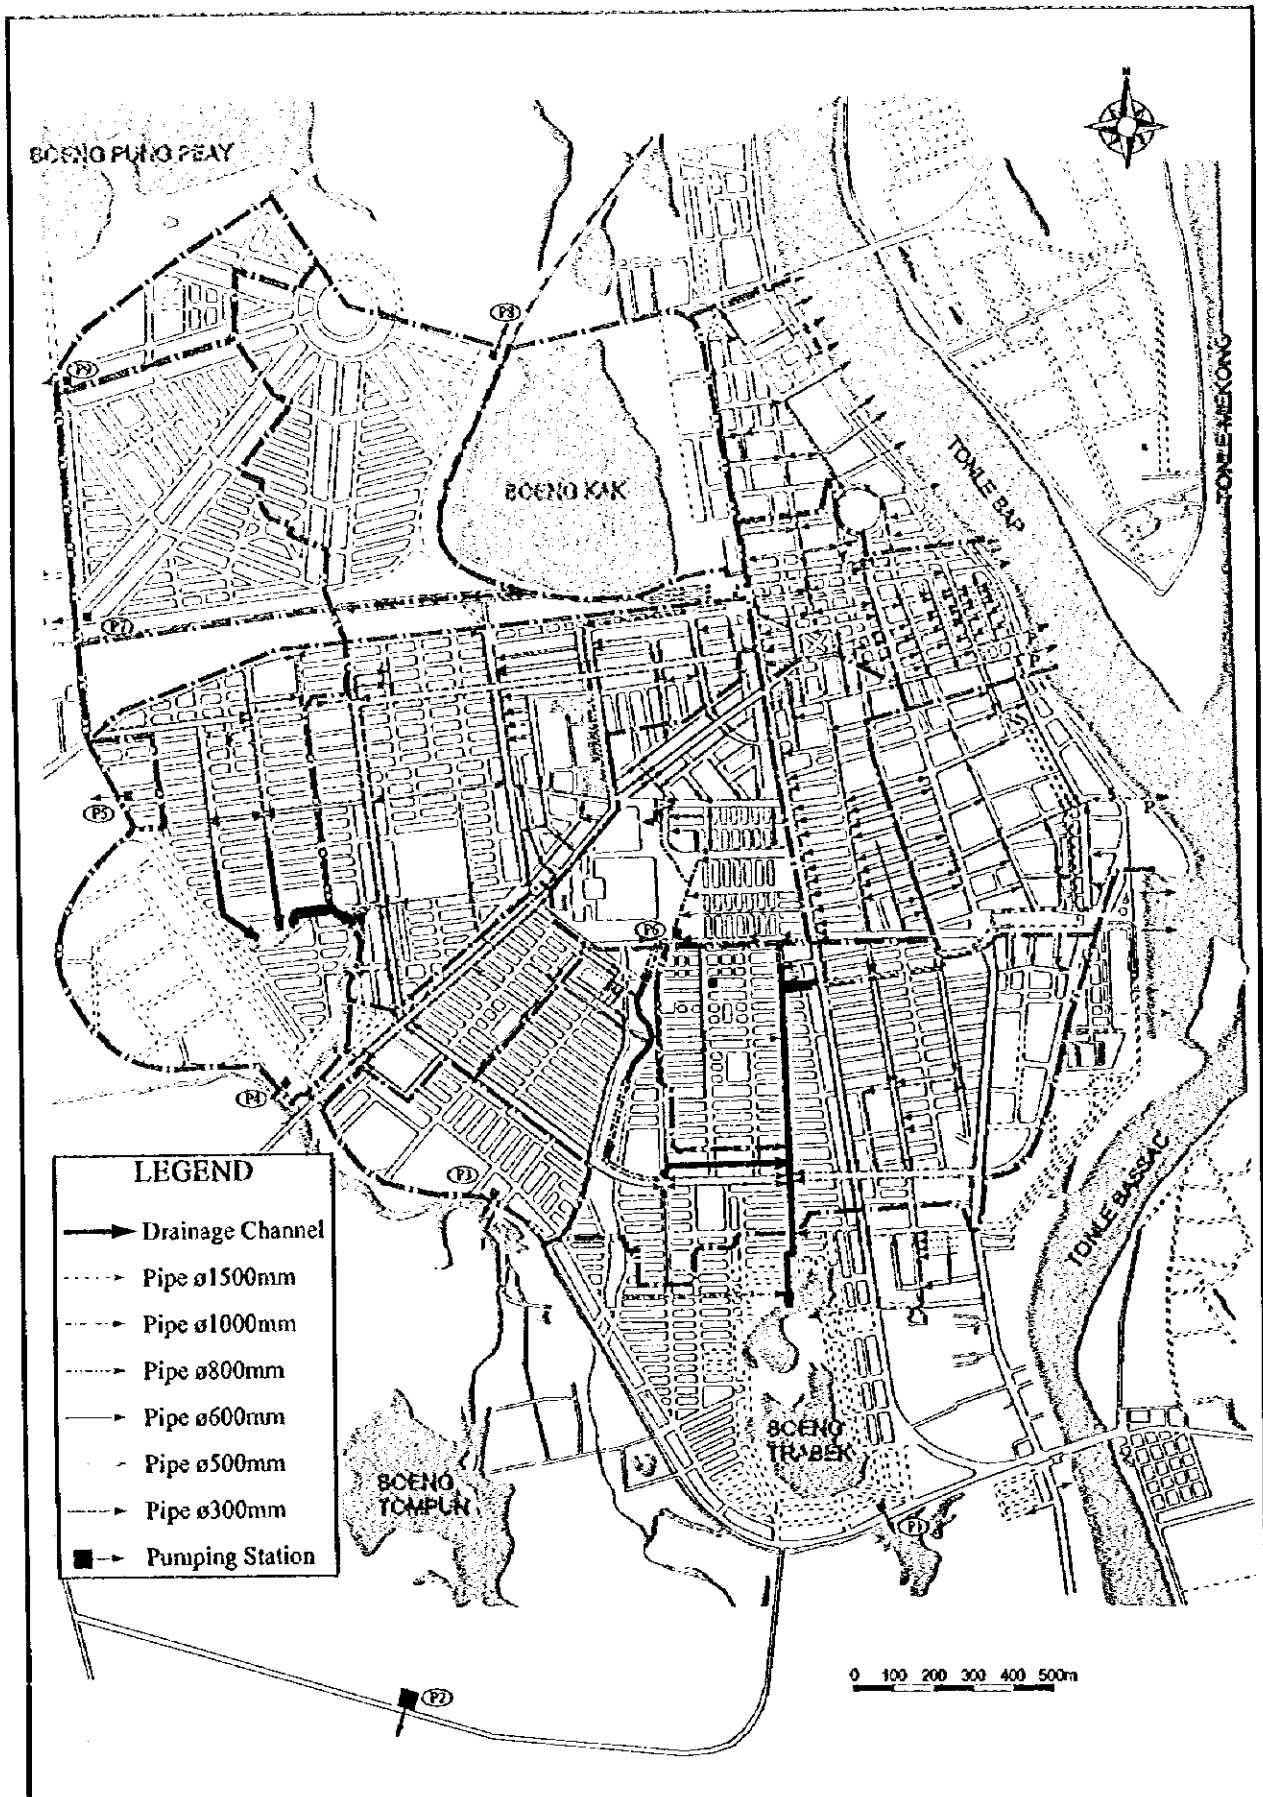 N
BOENG PUNG PEAY
P8
P9
TONLE MEKONG
BOENG KAK
TONLE BAP
P7
P
P5
P
P6
P4
TONLE BASSAC
P3
LEGEND
Drainage Channel
Pipe ø1500mm
Pipe ø1000mm
Pipe ø800mm
Pipe ø600mm
Pipe ø500mm
Pipe ø300mm
Pumping Station
BOENG
TRABEK
BOENG
TOMPUN
P1
0 100 200 300 400 500m
P2